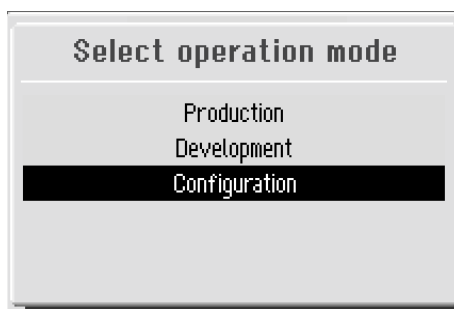 Select operation mode
Production
Development
Configuration